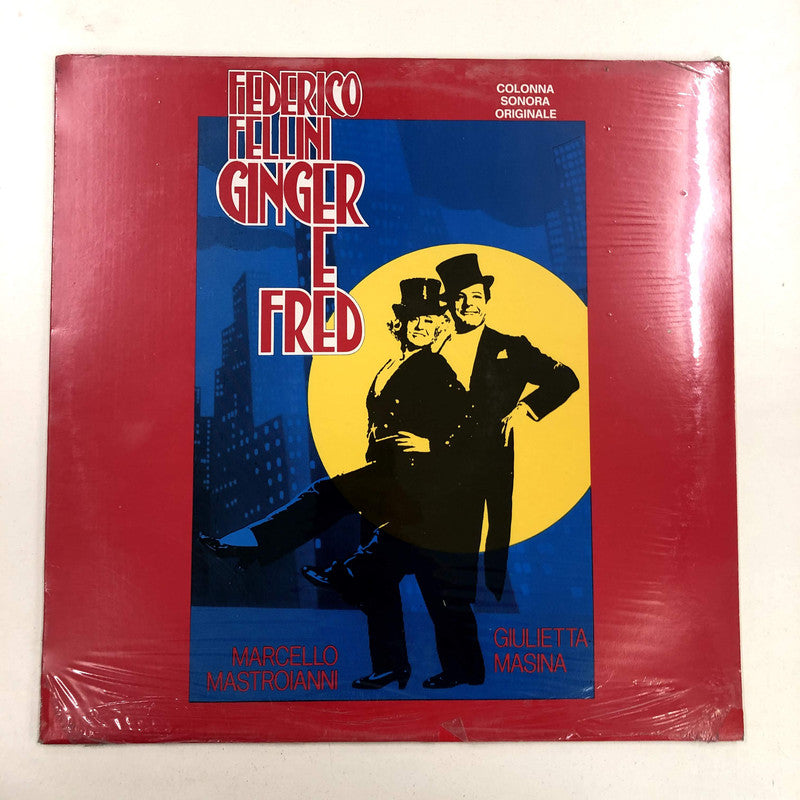 FEDERICO
FELLINI
GINGER
E
FRED
COLONNA
SONORA
ORIGINALE
MARCELLO
MASTROIANNI
GIULIETTA
MASINA